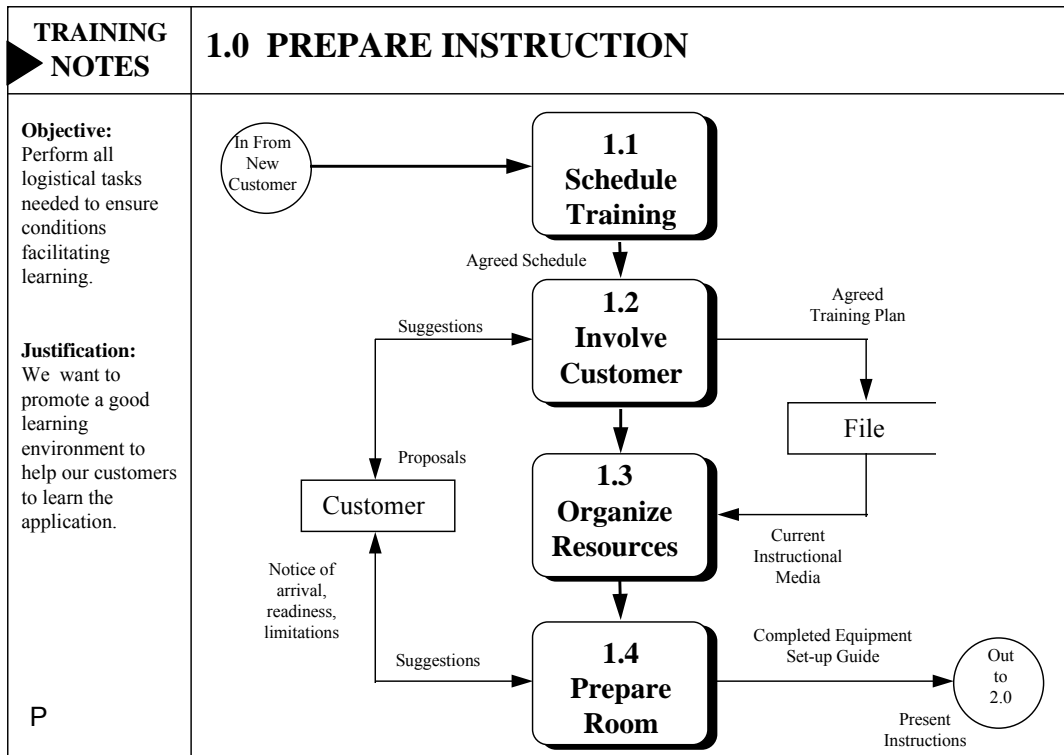 TRAINING
NOTES
1.0 PREPARE INSTRUCTION
Objective:
Perform all
logistical tasks
needed to ensure
conditions
facilitating
learning.
Justification:
We want to
promote a good
learning
environment to
help our customers
to learn the
application.
P
In From
New
Customer
1.1
Schedule
Training
Agreed Schedule
1.2
Involve
Customer
Suggestions
Agreed
Training Plan
File
Proposals
Customer
1.3
Organize
Resources
Current
Instructional
Media
Notice of
arrival,
readiness,
limitations
Suggestions
1.4
Prepare
Room
Completed Equipment
Set-up Guide
Out
to
2.0
Present
Instructions